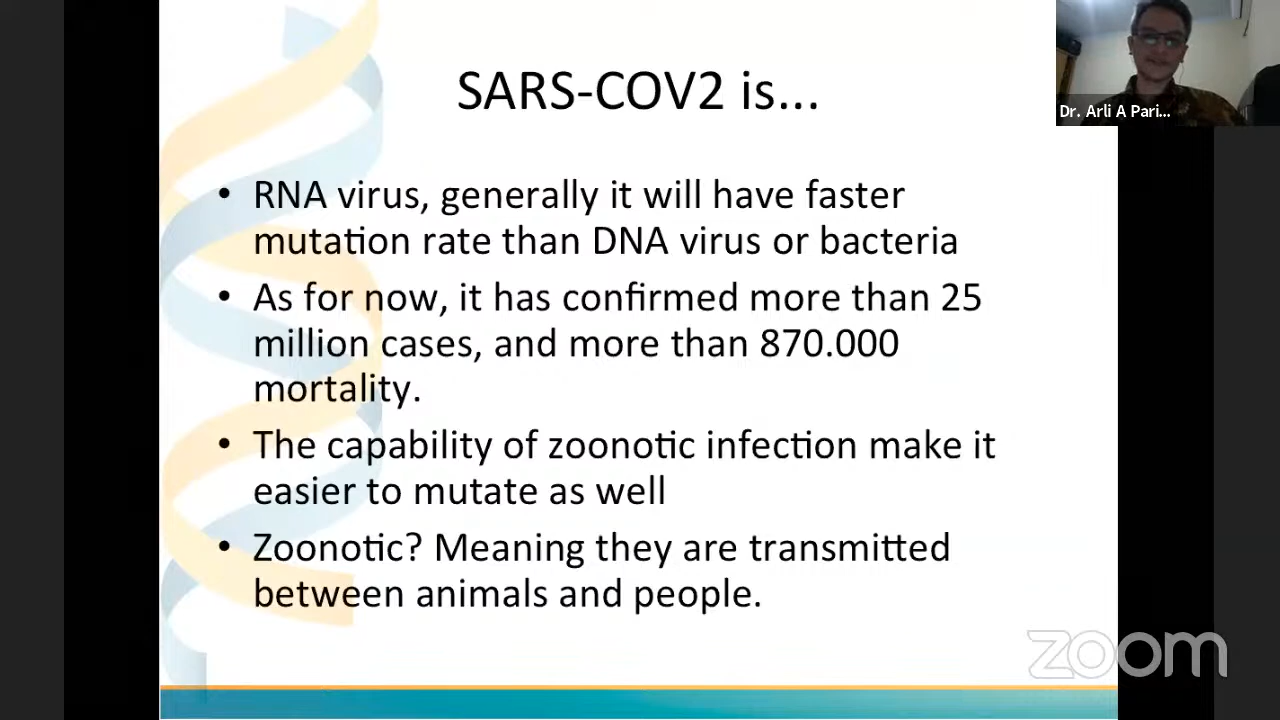 SARS-COV2 is...
Dr. Arli A Pari...
• RNA virus, generally it will have faster
mutation rate than DNA virus or bacteria
• As for now, it has confirmed more than 25
million cases, and more than 870.000
mortality.
• The capability of zoonotic infection make it
easier to mutate as well
• Zoonotic? Meaning they are transmitted
between animals and people.
zoom